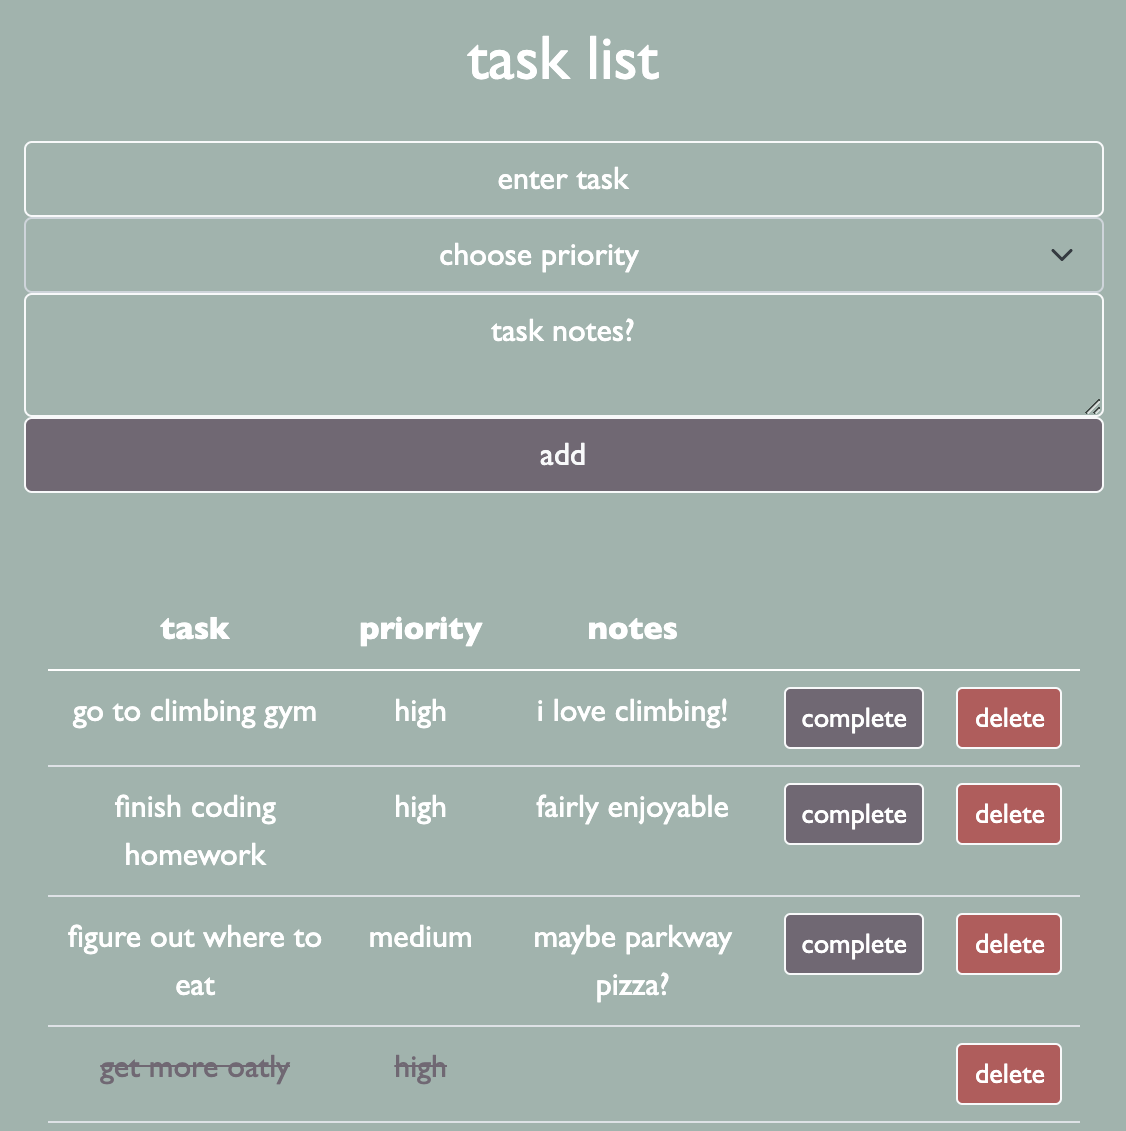 task list
enter task
choose priority
task notes?
add
task priority notes
go to climbing gym high i love climbing! complete delete
finish coding high fairly enjoyable complete delete
homework
figure out where to medium maybe parkway complete delete
eat pizza?
get more oatly high delete